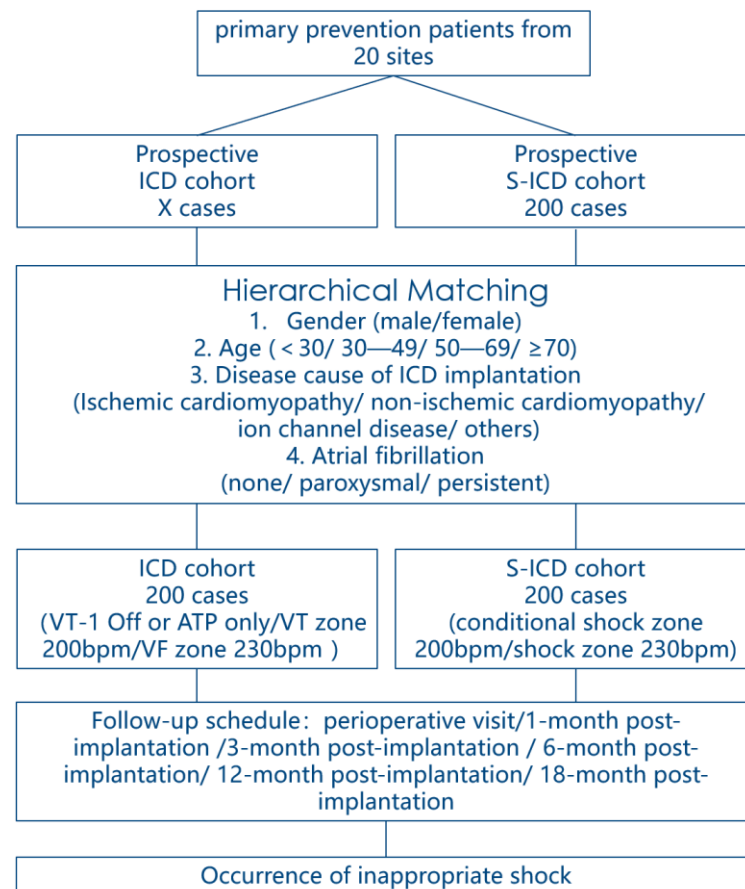 primary prevention patients from
20 sites
Prospective
ICD cohort
X cases
Prospective
S-ICD cohort
200 cases
Hierarchical Matching
1. Gender (male/female)
2. Age (<30/ 30—49/ 50—69/ ≥70)
3. Disease cause of ICD implantation
(Ischemic cardiomyopathy/ non-ischemic cardiomyopathy/
ion channel disease/ others)
4. Atrial fibrillation
(none/ paroxysmal/ persistent)
ICD cohort
200 cases
(VT-1 Off or ATP only/VT zone
200bpm/VF zone 230bpm )
S-ICD cohort
200 cases
(conditional shock zone
200bpm/shock zone 230bpm)
Follow-up schedule: perioperative visit/1-month post-
implantation /3-month post-implantation / 6-month post-
implantation/ 12-month post-implantation/ 18-month post-
implantation
Occurrence of inappropriate shock